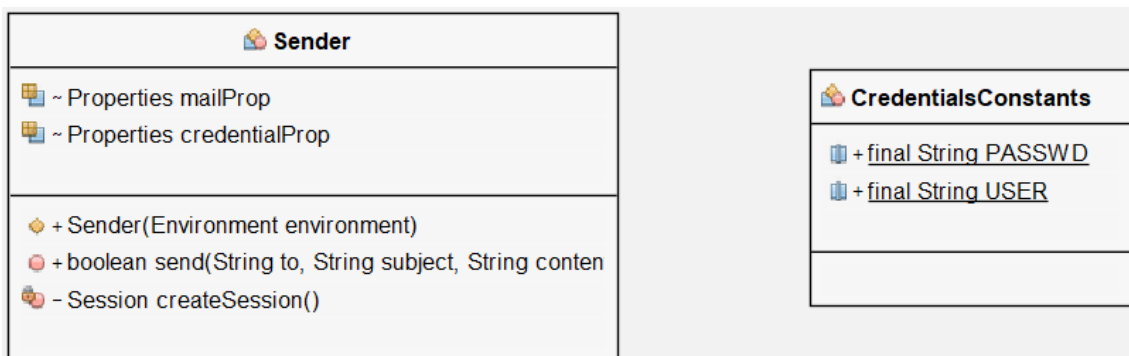 Sender
~ Properties mailProp
~ Properties credentialProp
+ Sender(Environment environment)
+ boolean send(String to, String subject, String conten
- Session createSession()
CredentialsConstants
+ final String PASSWD
+ final String USER